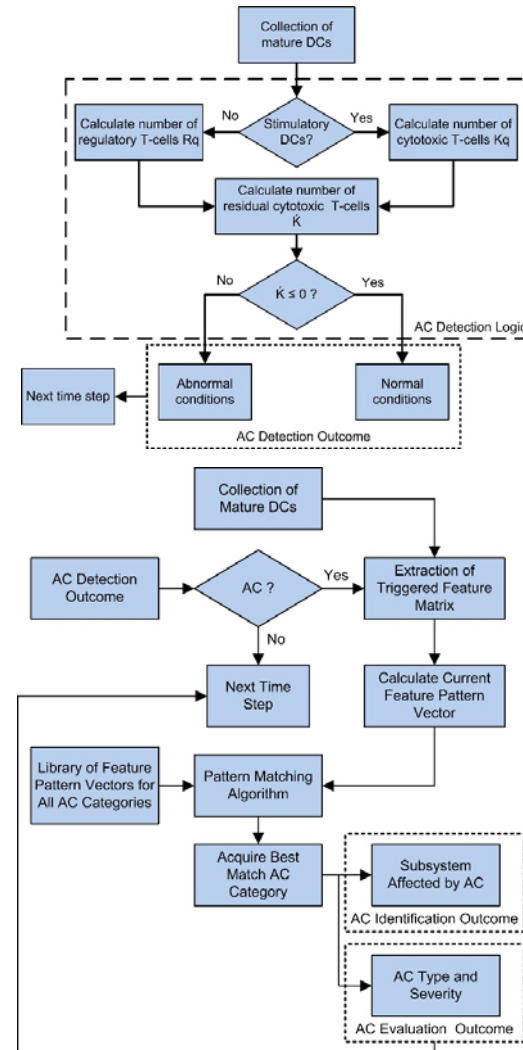 Collection of
mature DCs
No
Stimulatory
DCs?
Yes
Calculate number of
regulatory T-cells Rq
Calculate number of
cytotoxic T-cells Kq
Calculate number of
residual cytotoxic T-cells
Ḱ
No
Ḱ ≤ 0 ?
Yes
AC Detection Logic
Next time step
Abnormal
conditions
Normal
conditions
AC Detection Outcome
Collection of
Mature DCs
AC Detection
Outcome
AC ?
Yes
Extraction of
Triggered Feature
Matrix
No
Next Time
Step
Calculate Current
Feature Pattern
Vector
Library of Feature
Pattern Vectors for
All AC Categories
Pattern Matching
Algorithm
Acquire Best
Match AC
Category
Subsystem
Affected by AC
AC Identification Outcome
AC Type and
Severity
AC Evaluation Outcome